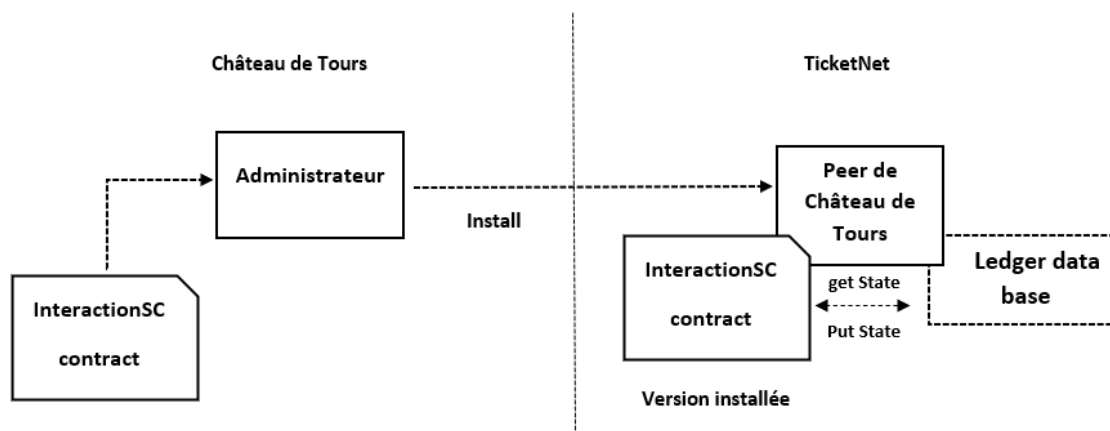 Château de Tours
TicketNet
Administrateur
Install
InteractionSC
contract
Peer de
Château de
Tours
InteractionSC
contract
get State
Put State
Ledger data
base
Version installée